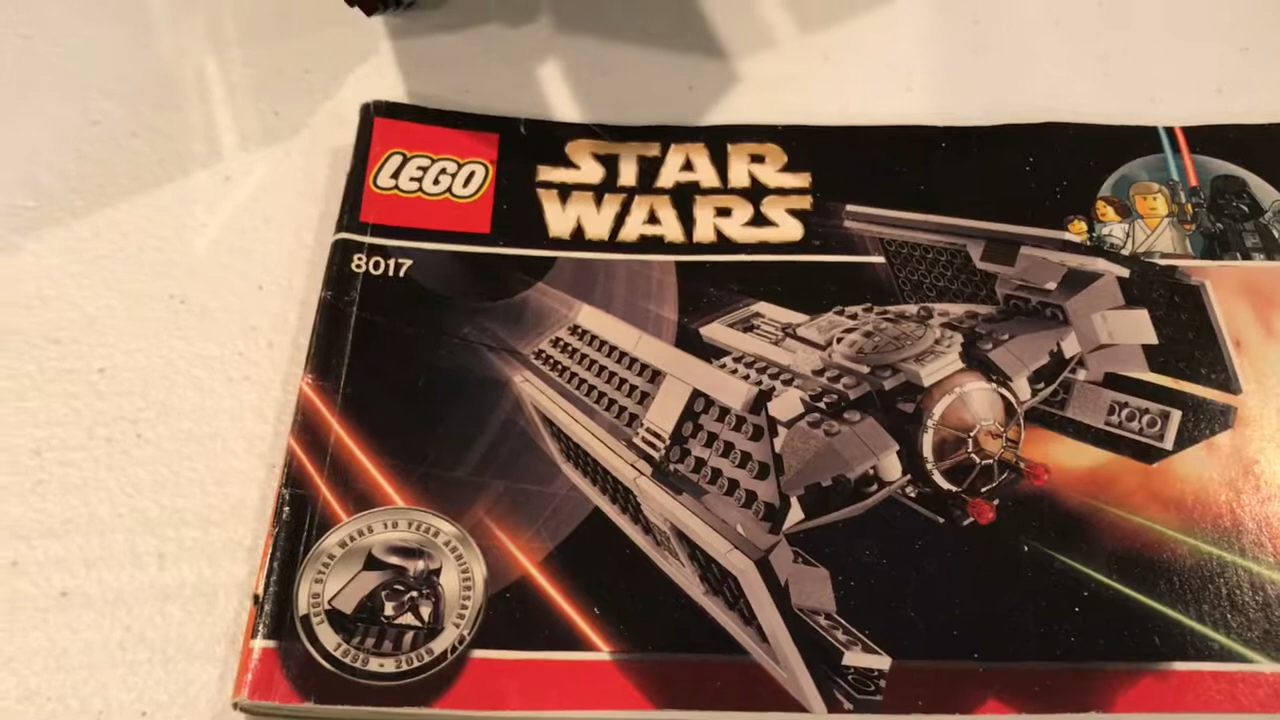 LEGO
STAR
WARS
8017
LEGO STAR WARS 10 YEAR ANNIVERSARY
1999 - 2009